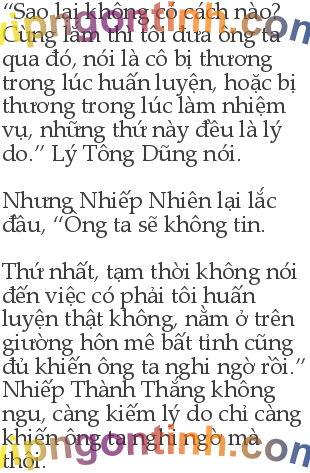 “Sao lại không có cách nào?
Cùng lắm thì tôi đưa ông ta
qua đó, nói là cô bị thương
trong lúc huấn luyện, hoặc bị
thương trong lúc làm nhiệm
vụ, những thứ này đều là lý
do.” Lý Tông Dũng nói.
Nhưng Nhiếp Nhiên lại lắc
đầu, “Ông ta sẽ không tin.
Thứ nhất, tạm thời không nói
đến việc có phải tôi huấn
luyện thật không, nằm ở trên
giường hôn mê bất tỉnh cũng
đủ khiến ông ta nghi ngờ rồi.”
Nhiếp Thành Thắng không
ngu, càng kiếm lý do chỉ càng
khiến ông ta nghi ngờ mà
thôi.
vipngontinh.com
vipngontinh.com